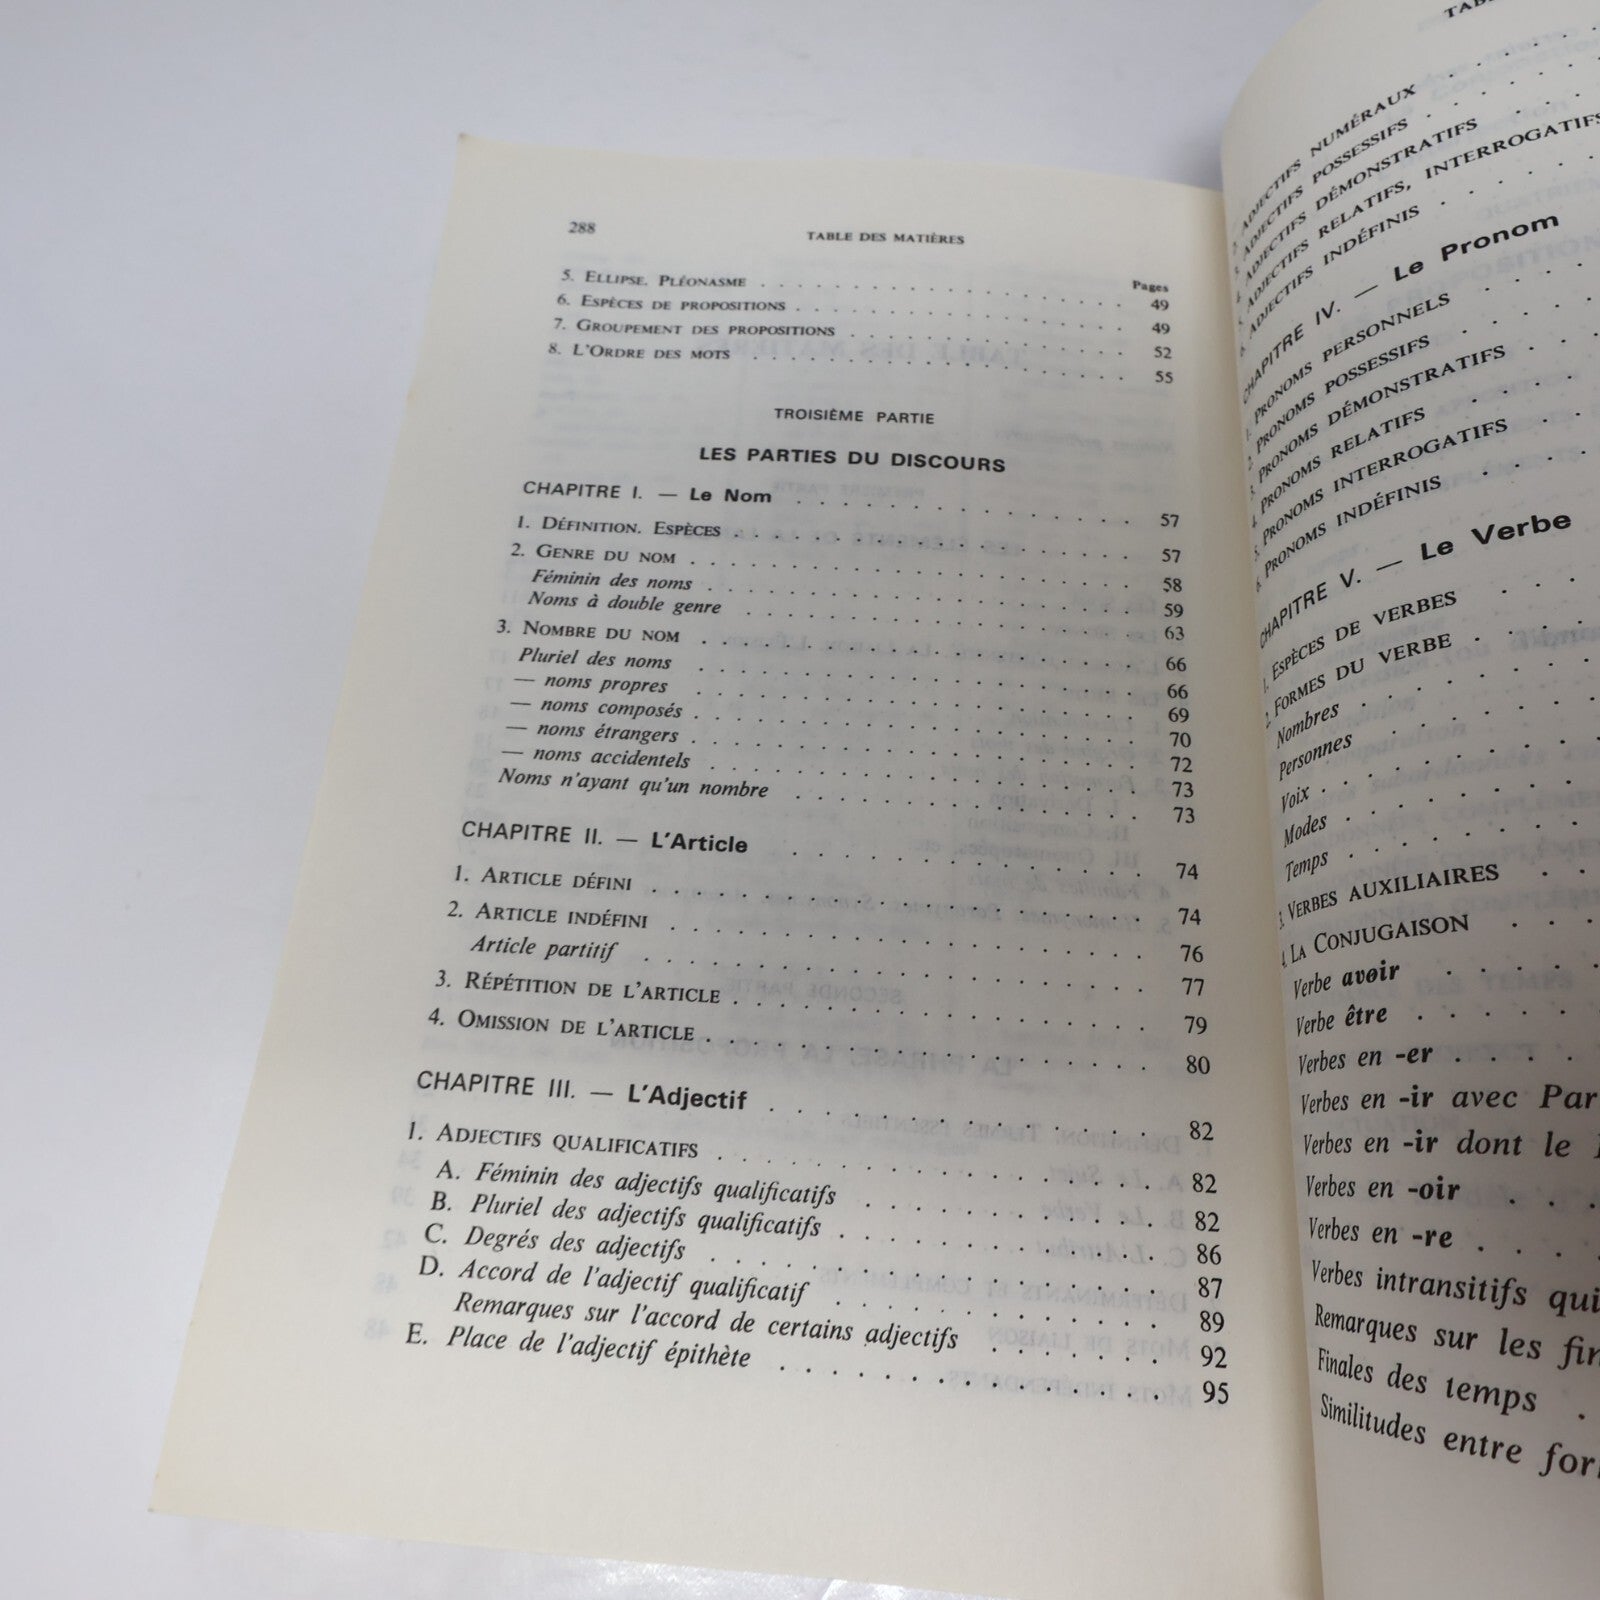 288
TABLE DES MATIÈRES
Pages
5. ELLIPSE. PLÉONASME . . . 49
6. ESPÈCES DE PROPOSITIONS . . . 49
7. GROUPEMENT DES PROPOSITIONS . . . 52
8. L'ORDRE DES MOTS . . . 55
TROISIÈME PARTIE
LES PARTIES DU DISCOURS
CHAPITRE I. — Le Nom . . . 57
1. DÉFINITION. ESPÈCES . . . 57
2. GENRE DU NOM . . . 58
Féminin des noms . . . 59
Noms à double genre . . . 63
3. NOMBRE DU NOM . . . 66
Pluriel des noms . . . 66
— noms propres . . . 69
— noms composés . . . 70
— noms étrangers . . . 72
— noms accidentels . . . 73
Noms n'ayant qu'un nombre . . . 73
CHAPITRE II. — L'Article . . . 74
1. ARTICLE DÉFINI . . . 74
2. ARTICLE INDÉFINI . . . 76
Article partitif . . . 77
3. RÉPÉTITION DE L'ARTICLE . . . 79
4. OMISSION DE L'ARTICLE . . . 80
CHAPITRE III. — L'Adjectif . . . 82
1. ADJECTIFS QUALIFICATIFS . . . 82
A. Féminin des adjectifs qualificatifs . . . 82
B. Pluriel des adjectifs qualificatifs . . . 86
C. Degrés des adjectifs . . . 87
D. Accord de l'adjectif qualificatif . . . 89
Remarques sur l'accord de certains adjectifs . . . 92
E. Place de l'adjectif épithète . . . 95
ADJECTIFS NUMÉRAUX
ADJECTIFS POSSESSIFS
ADJECTIFS DÉMONSTRATIFS
ADJECTIFS RELATIFS, INTERROGATIFS
ADJECTIFS INDÉFINIS
CHAPITRE IV. — Le Pronom
1. PRONOMS PERSONNELS
2. PRONOMS POSSESSIFS
3. PRONOMS DÉMONSTRATIFS
4. PRONOMS RELATIFS
5. PRONOMS INTERROGATIFS
6. PRONOMS INDÉFINIS
CHAPITRE V. — Le Verbe
1. ESPÈCES DE VERBES
2. FORMES DU VERBE
Nombres
Personnes
Voix
Modes
Temps
3. VERBES AUXILIAIRES
4. LA CONJUGAISON
Verbe avoir
Verbe être
Verbes en -er
Verbes en -ir avec Par
Verbes en -ir dont le
Verbes en -oir
Verbes en -re
Verbes intransitifs qui
Remarques sur les fin
Finales des temps
Similitudes entre for